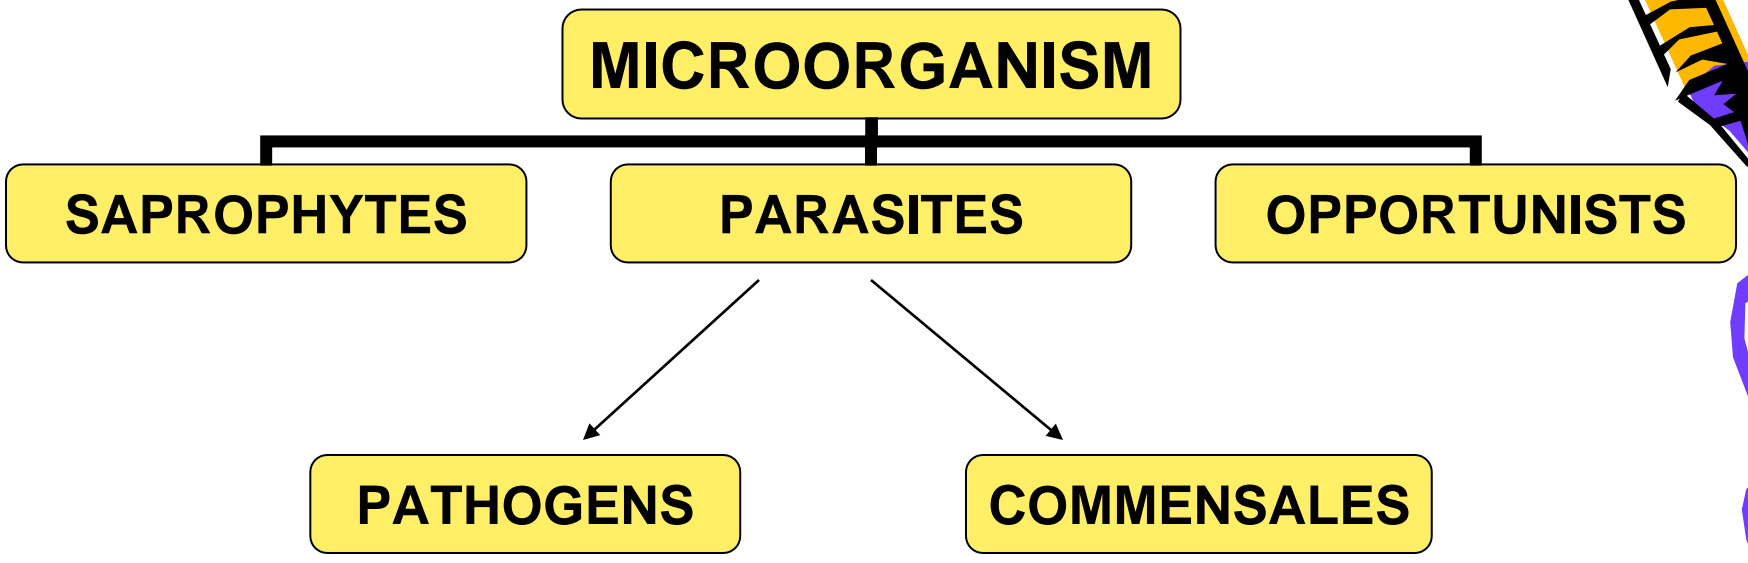 MICROORGANISM
SAPROPHYTES
PARASITES
OPPORTUNISTS
PATHOGENS
COMMENSALES